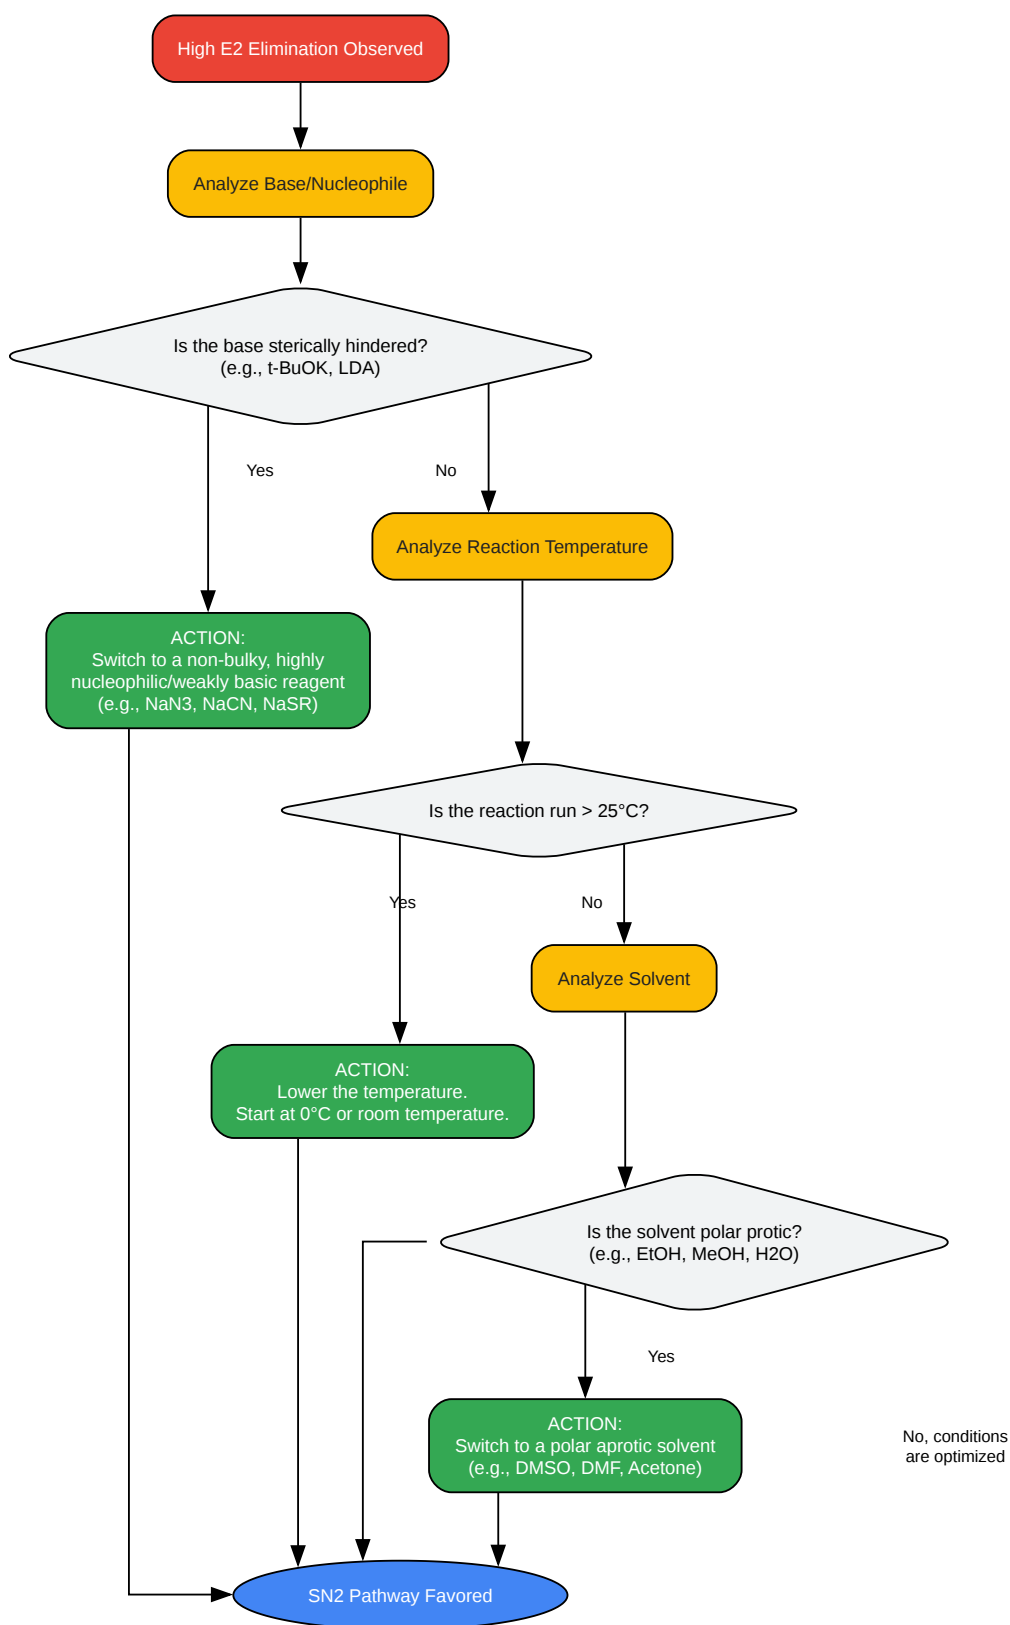 High E2 Elimination Observed
Analyze Base/Nucleophile
Is the base sterically hindered?
(e.g., t-BuOK, LDA)
Yes
No
Analyze Reaction Temperature
ACTION:
Switch to a non-bulky, highly
nucleophilic/weakly basic reagent
(e.g., NaN3, NaCN, NaSR)
Is the reaction run > 25°C?
Yes
No
Analyze Solvent
ACTION:
Lower the temperature.
Start at 0°C or room temperature.
Is the solvent polar protic?
(e.g., EtOH, MeOH, H2O)
Yes
ACTION:
Switch to a polar aprotic solvent
(e.g., DMSO, DMF, Acetone)
No, conditions
are optimized
SN2 Pathway Favored